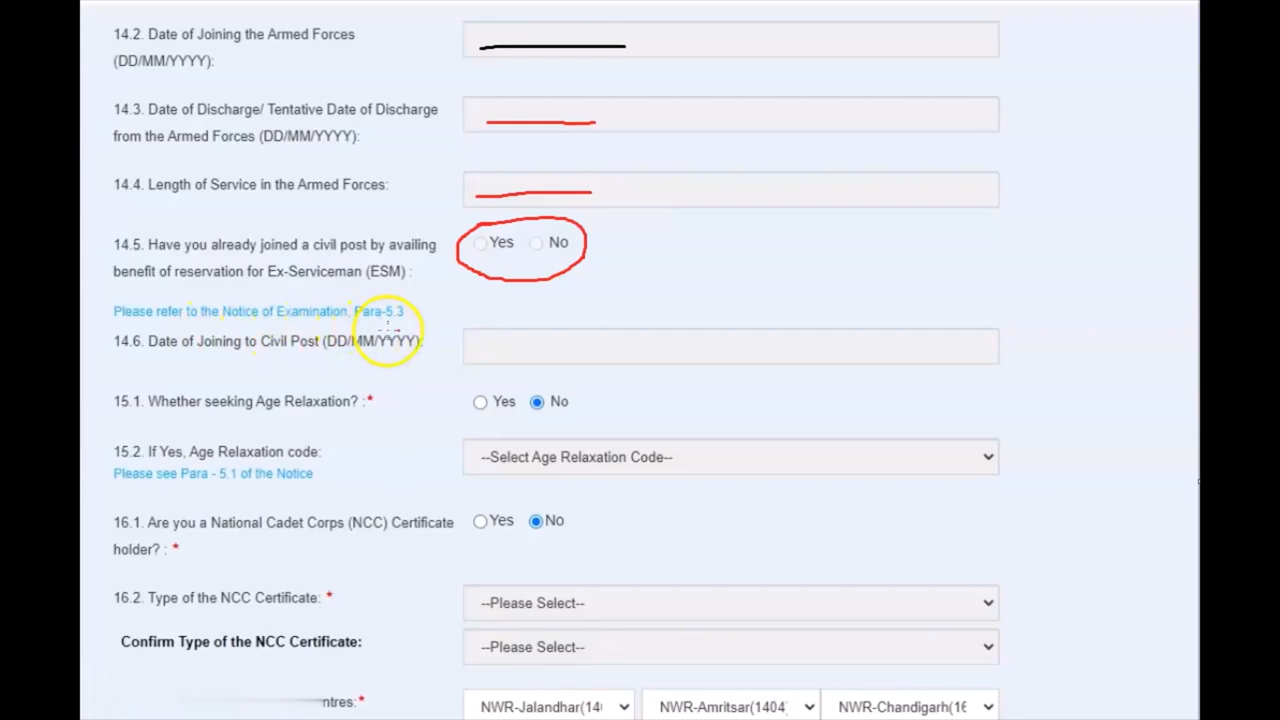 14.2. Date of Joining the Armed Forces
(DD/MM/YYYY):
14.3. Date of Discharge/ Tentative Date of Discharge
from the Armed Forces (DD/MM/YYYY):
14.4. Length of Service in the Armed Forces:
14.5. Have you already joined a civil post by availing
benefit of reservation for Ex-Serviceman (ESM) :
Yes No
Please refer to the Notice of Examination, Para-5.3
14.6. Date of Joining to Civil Post (DD/MM/YYYY):
15.1. Whether seeking Age Relaxation? :* Yes No
15.2. If Yes, Age Relaxation code: --Select Age Relaxation Code--
Please see Para - 5.1 of the Notice
16.1. Are you a National Cadet Corps (NCC) Certificate
holder? : *
Yes No
16.2. Type of the NCC Certificate: * --Please Select--
Confirm Type of the NCC Certificate: --Please Select--
ntres:* NWR-Jalandhar(14 NWR-Amritsar(1404) NWR-Chandigarh(16